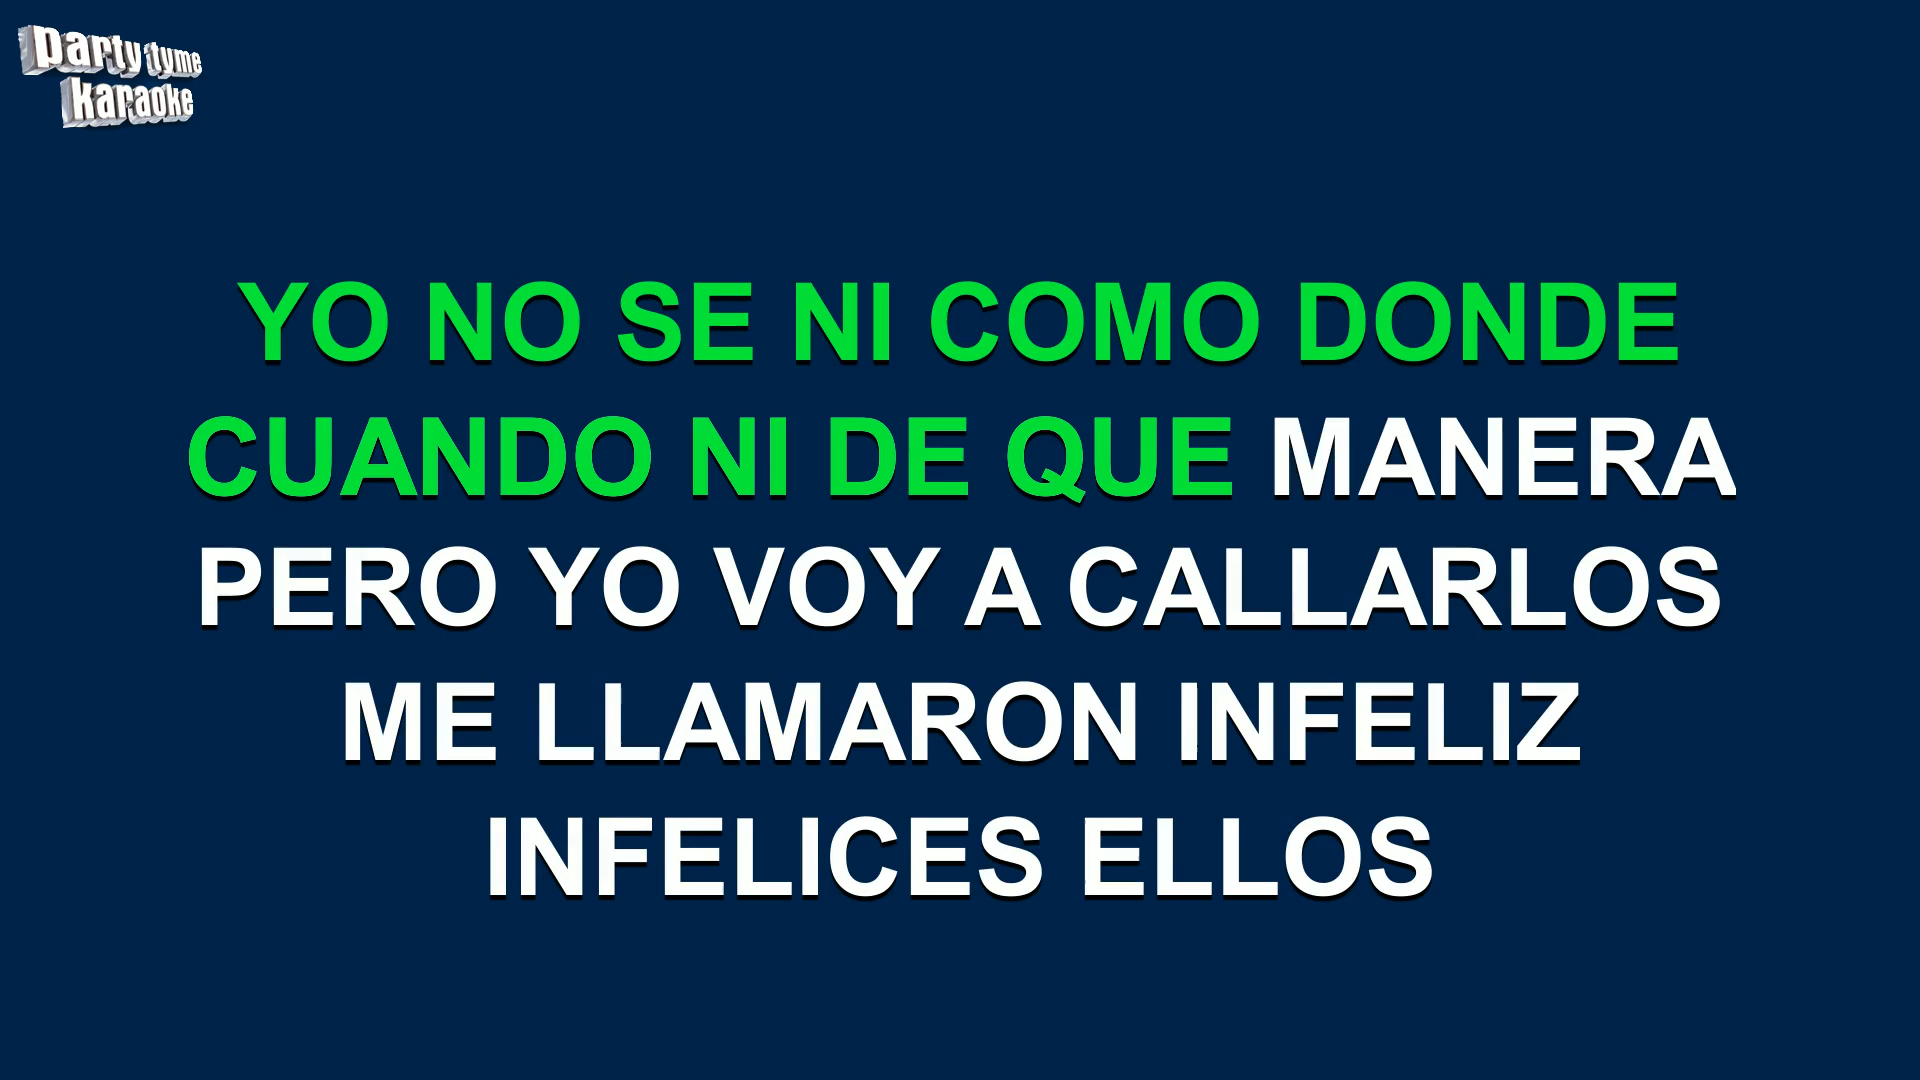 party tyme
karaoke
YO NO SE NI COMO DONDE
CUANDO NI DE QUE MANERA
PERO YO VOY A CALLARLOS
ME LLAMARON INFELIZ
INFELICES ELLOS